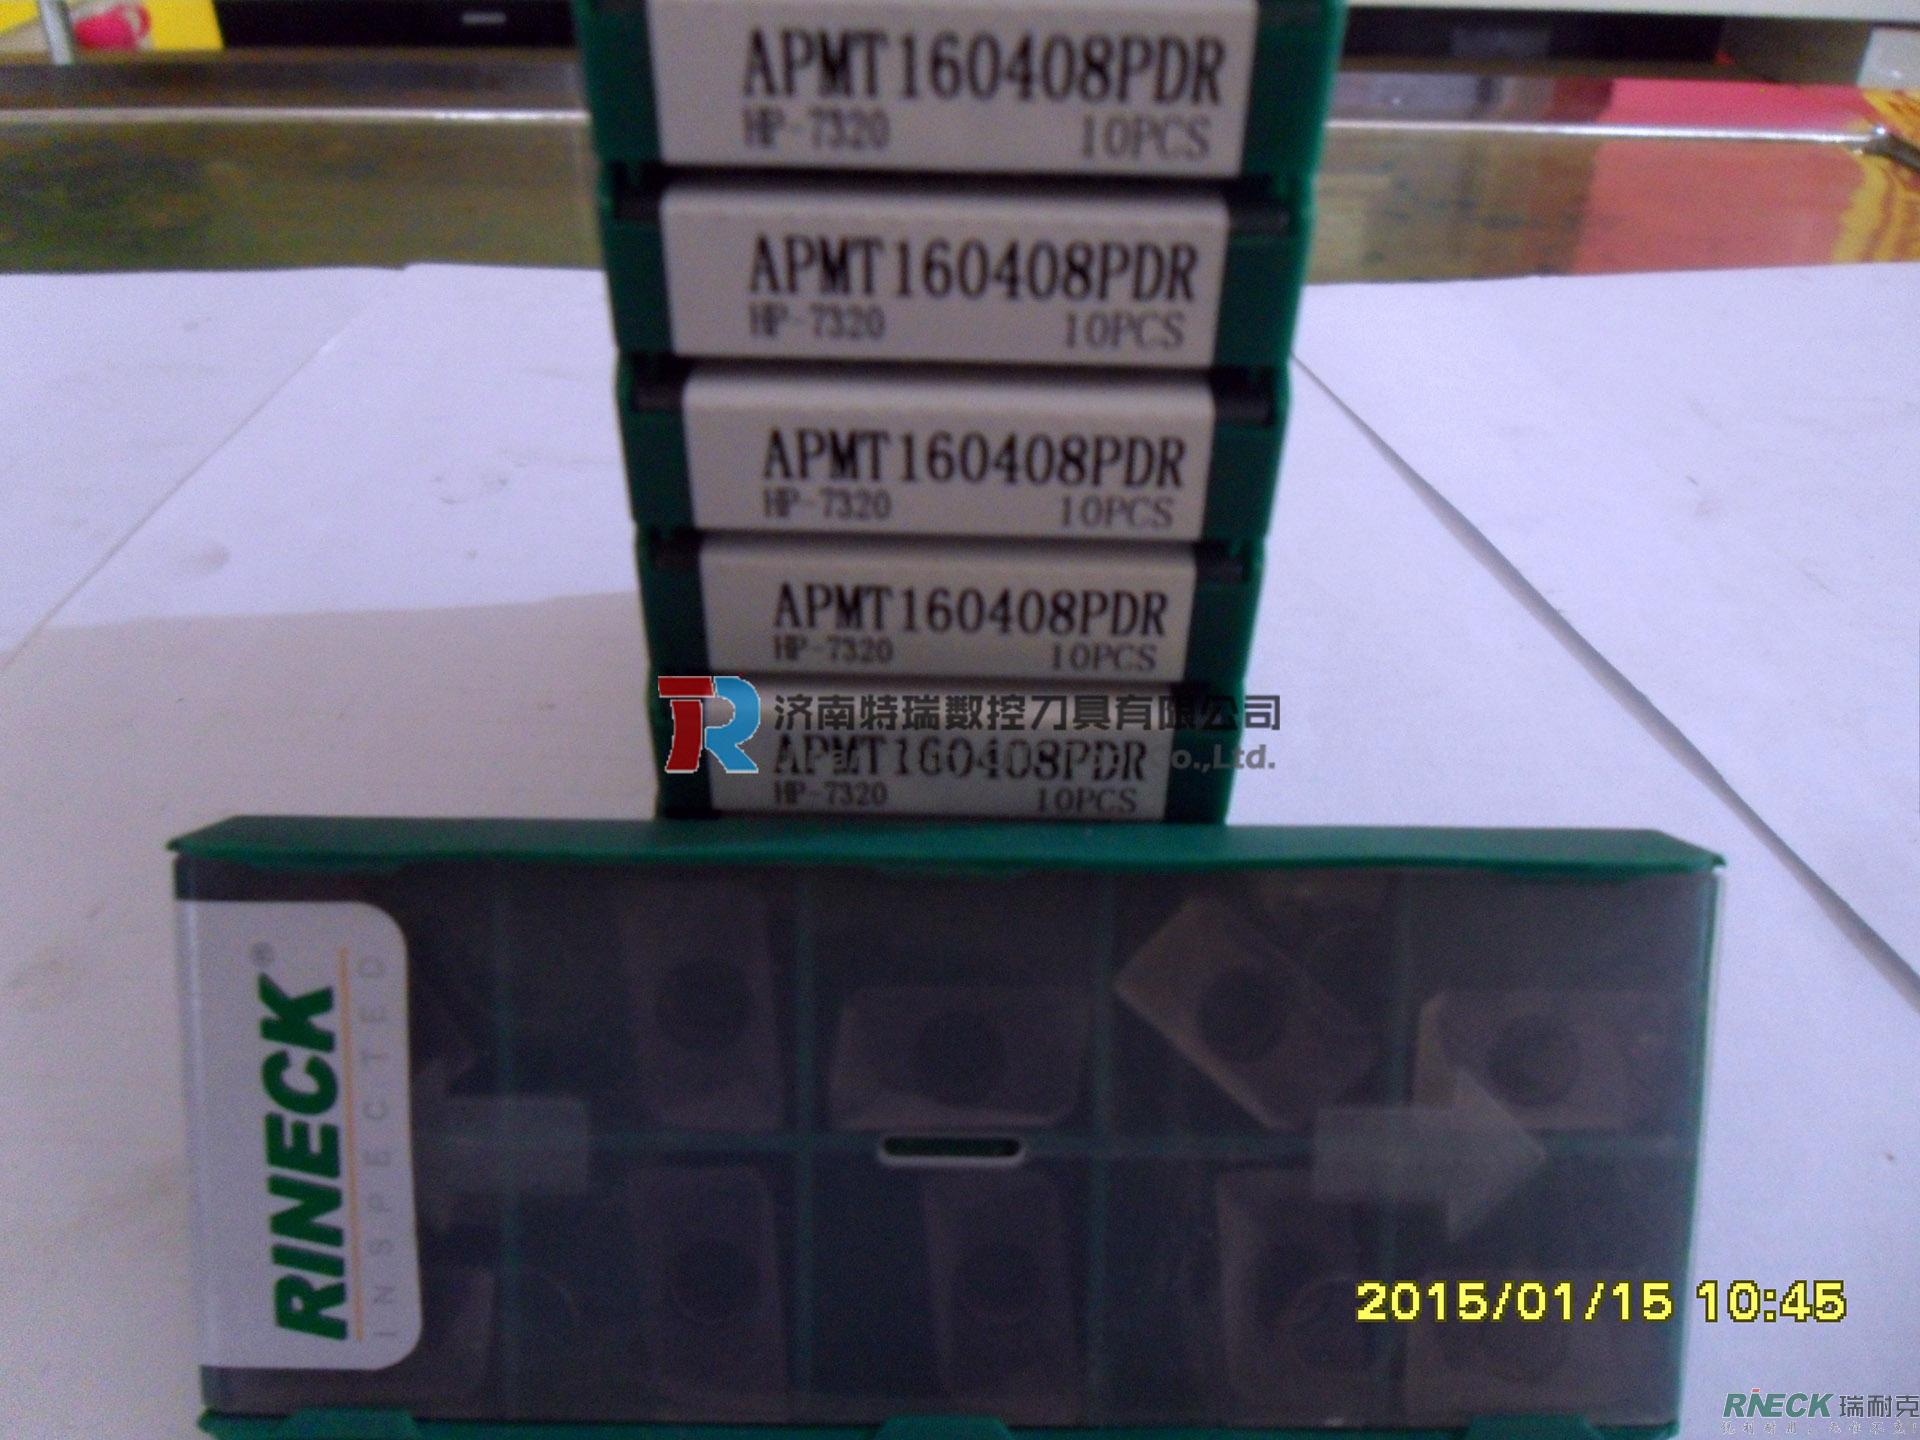 APMT160408PDR
HP-7320 10PCS
APMT160408PDR
HP-7320 10PCS
APMT160408PDR
HP-7320 10PCS
APMT160408PDR
HP-7320 10PCS
TR 济南特瑞数控刀具有限公司
Co.,Ltd.
APMT160408PDR
HP-7320 10PCS
RINECK®
INSPECTED
2015/01/15 10:45
RINECK 瑞耐克